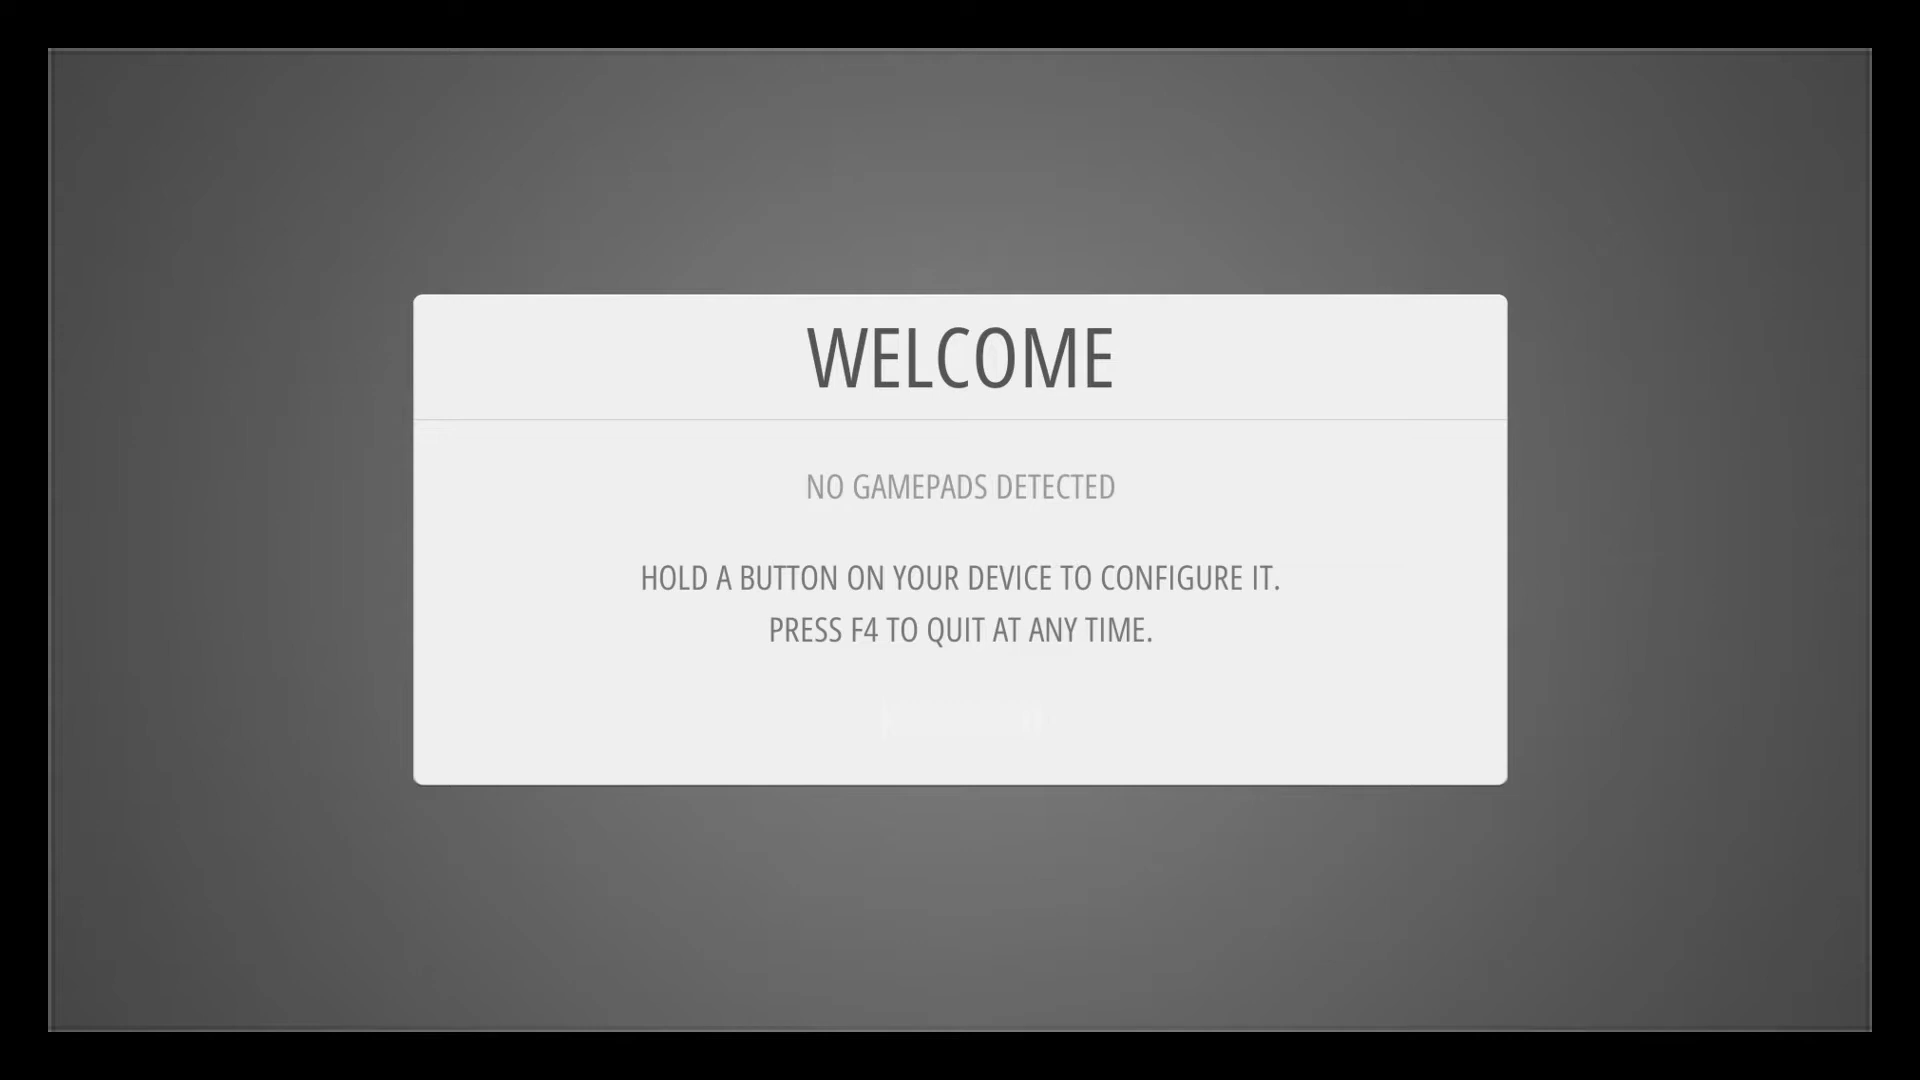 WELCOME
NO GAMEPADS DETECTED
HOLD A BUTTON ON YOUR DEVICE TO CONFIGURE IT.
PRESS F4 TO QUIT AT ANY TIME.